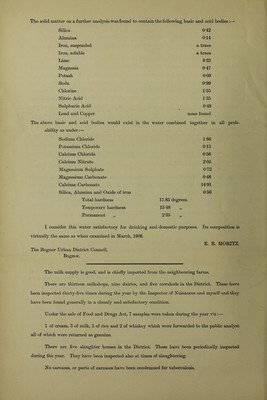 The solid matter on a further analysis was found to contain the following basic and acid bodies :—
Silica 0·42
Alumina 0·14
Iron, suspended a trace
Iron, soluble a trace
Lime 9·32
Magnesia 0·47
Potash 0·09
Soda 0·99
Chlorine 1·55
Nitric Acid 1·35
Sulphuric Acid 0·48
Lead and Copper none found
The above basic and acid bodies would exist in the water combined together in all prob-
ability as under :—
Sodium Chloride 1·86
Potassium Chloride 0·15
Calcium Chloride 0·56
Calcium Nitrate 2·05
Magnesium Sulphate 0·72
Magnesium Carbonate 0·48
Calcium Carbonate 14·91
Silica, Alumina and Oxide of iron 0·56
Total hardness 17.85 degrees.
Temporary hardness 15·48 „
Permanent „ 2·35 „
I consider this water satisfactory for drinking and domestic purposes. Its composition is
virtually the same as when examined in March, 1908.
E. R. MORITZ.
The Bognor Urban District Council,
Bognor.
The milk supply is good, and is chiefly imported from the neighbouring farms.
There are thirteen milkshops, nine dairies, and five cowsheds in the District. These have
been inspected thirty-five times during the year by the Inspector of Nuisances and myself and they
have been found generally in a cleanly and satisfactory condition.
Under the sale of Food and Drugs Act, 7 samples were taken during the year viz :—
1 of cream, 3 of milk, 1 of rice and 2 of whiskey which were forwarded to the public analyst
all of which were returned as genuine.
There are five slaughter houses in the District. These have been periodically inspected
during the year. They have been inspected also at times of slaughtering.
No carcases, or parts of carcases have been condemned for tuberculosis.